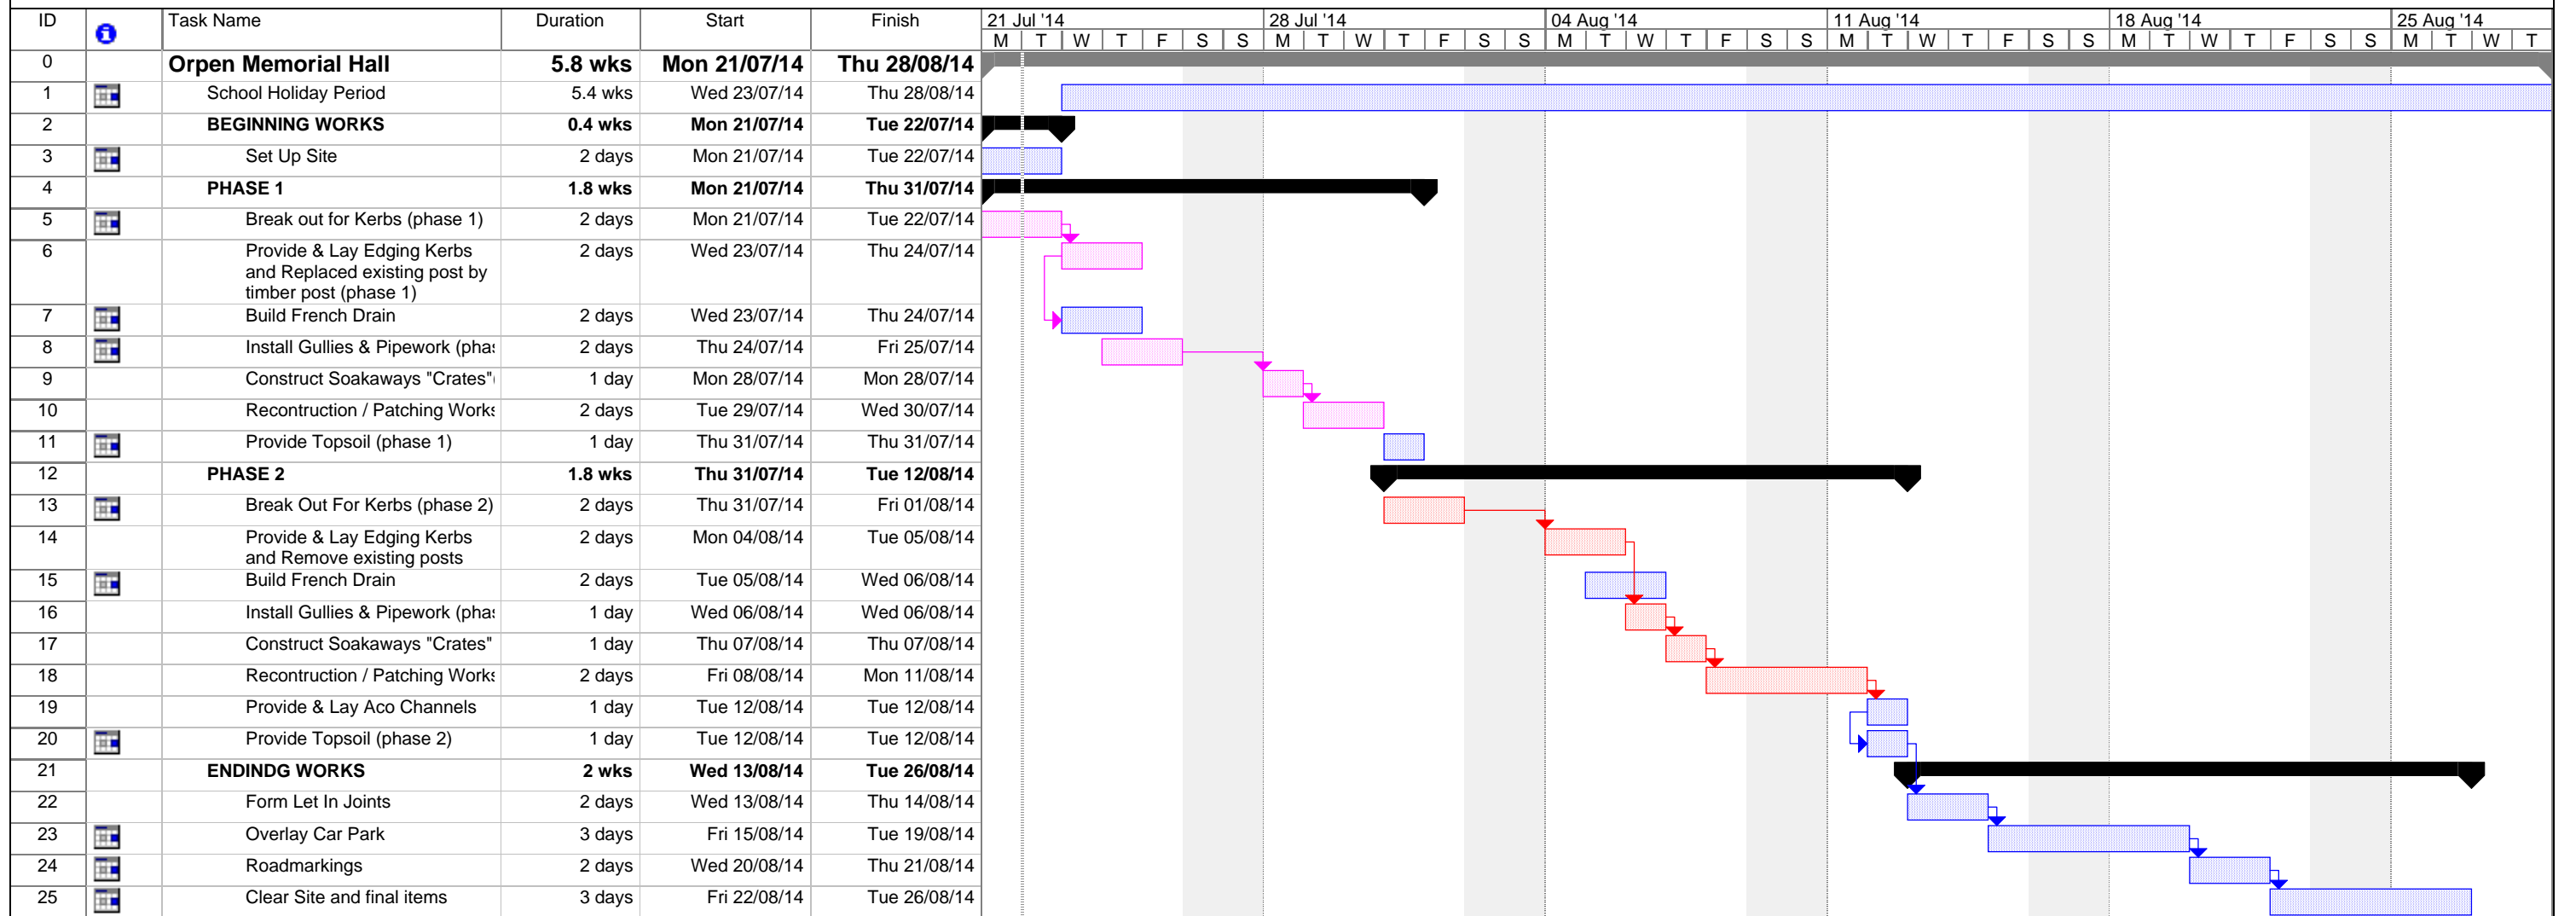 ID Task Name Duration Start Finish 21 Jul '14 28 Jul '14 04 Aug '14 11 Aug '14 18 Aug '14 25 Aug '14
M T W T F S S M T W T F S S M T W T F S S M T W T F S S M T W T F S S M T W T
0 Orpen Memorial Hall 5.8 wks Mon 21/07/14 Thu 28/08/14
1 School Holiday Period 5.4 wks Wed 23/07/14 Thu 28/08/14
2 BEGINNING WORKS 0.4 wks Mon 21/07/14 Tue 22/07/14
3 Set Up Site 2 days Mon 21/07/14 Tue 22/07/14
4 PHASE 1 1.8 wks Mon 21/07/14 Thu 31/07/14
5 Break out for Kerbs (phase 1) 2 days Mon 21/07/14 Tue 22/07/14
6 Provide & Lay Edging Kerbs 2 days Wed 23/07/14 Thu 24/07/14
and Replaced existing post by
timber post (phase 1)
7 Build French Drain 2 days Wed 23/07/14 Thu 24/07/14
8 Install Gullies & Pipework (phas 2 days Thu 24/07/14 Fri 25/07/14
9 Construct Soakaways "Crates"( 1 day Mon 28/07/14 Mon 28/07/14
10 Recontruction / Patching Works 2 days Tue 29/07/14 Wed 30/07/14
11 Provide Topsoil (phase 1) 1 day Thu 31/07/14 Thu 31/07/14
12 PHASE 2 1.8 wks Thu 31/07/14 Tue 12/08/14
13 Break Out For Kerbs (phase 2) 2 days Thu 31/07/14 Fri 01/08/14
14 Provide & Lay Edging Kerbs 2 days Mon 04/08/14 Tue 05/08/14
and Remove existing posts
15 Build French Drain 2 days Tue 05/08/14 Wed 06/08/14
16 Install Gullies & Pipework (phas 1 day Wed 06/08/14 Wed 06/08/14
17 Construct Soakaways "Crates" 1 day Thu 07/08/14 Thu 07/08/14
18 Recontruction / Patching Works 2 days Fri 08/08/14 Mon 11/08/14
19 Provide & Lay Aco Channels 1 day Tue 12/08/14 Tue 12/08/14
20 Provide Topsoil (phase 2) 1 day Tue 12/08/14 Tue 12/08/14
21 ENDINDG WORKS 2 wks Wed 13/08/14 Tue 26/08/14
22 Form Let In Joints 2 days Wed 13/08/14 Thu 14/08/14
23 Overlay Car Park 3 days Fri 15/08/14 Tue 19/08/14
24 Roadmarkings 2 days Wed 20/08/14 Thu 21/08/14
25 Clear Site and final items 3 days Fri 22/08/14 Tue 26/08/14